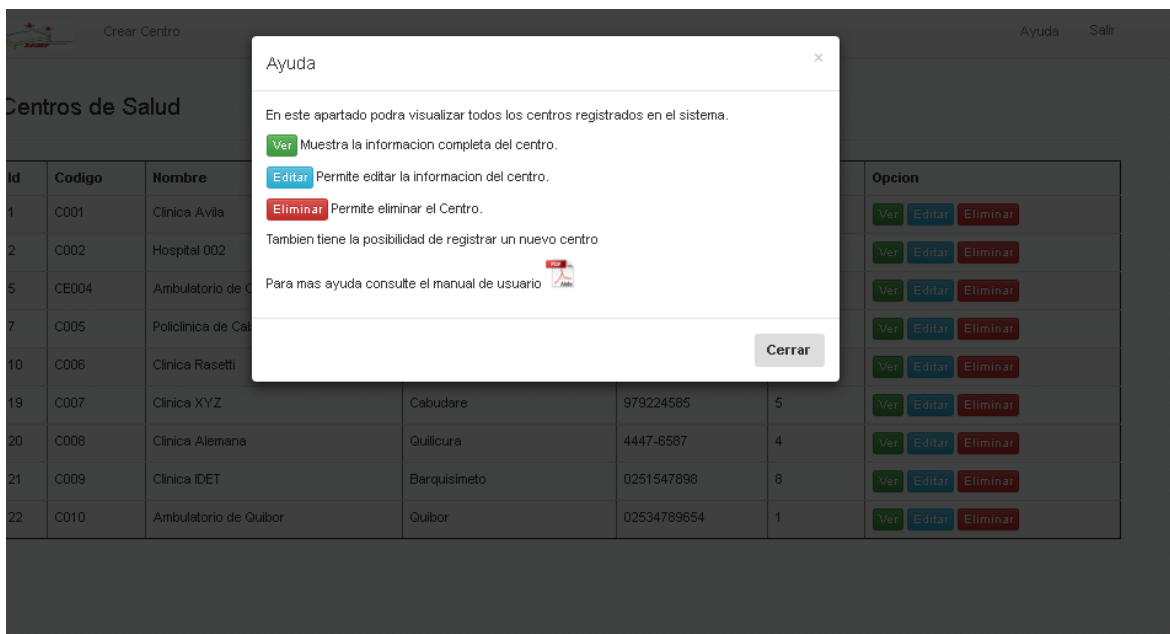 Crear Centro
Ayuda
Salir
Ayuda
×
Centros de Salud
En este apartado podra visualizar todos los centros registrados en el sistema.
Ver Muestra la informacion completa del centro.
Editar Permite editar la informacion del centro.
Eliminar Permite eliminar el Centro.
Tambien tiene la posibilidad de registrar un nuevo centro
Para mas ayuda consulte el manual de usuario PDF
Cerrar
Id Codigo Nombre Opcion
1 C001 Clinica Avila Ver Editar Eliminar
2 C002 Hospital 002 Ver Editar Eliminar
5 CE004 Ambulatorio de Ver Editar Eliminar
7 C005 Policlinica de Ver Editar Eliminar
10 C006 Clinica Rasetti Ver Editar Eliminar
19 C007 Clinica XYZ Cabudare 979224585 5 Ver Editar Eliminar
20 C008 Clinica Alemana Quilicura 4447-6587 4 Ver Editar Eliminar
21 C009 Clinica IDET Barquisimeto 0251547898 8 Ver Editar Eliminar
22 C010 Ambulatorio de Quibor Quibor 02534789654 1 Ver Editar Eliminar